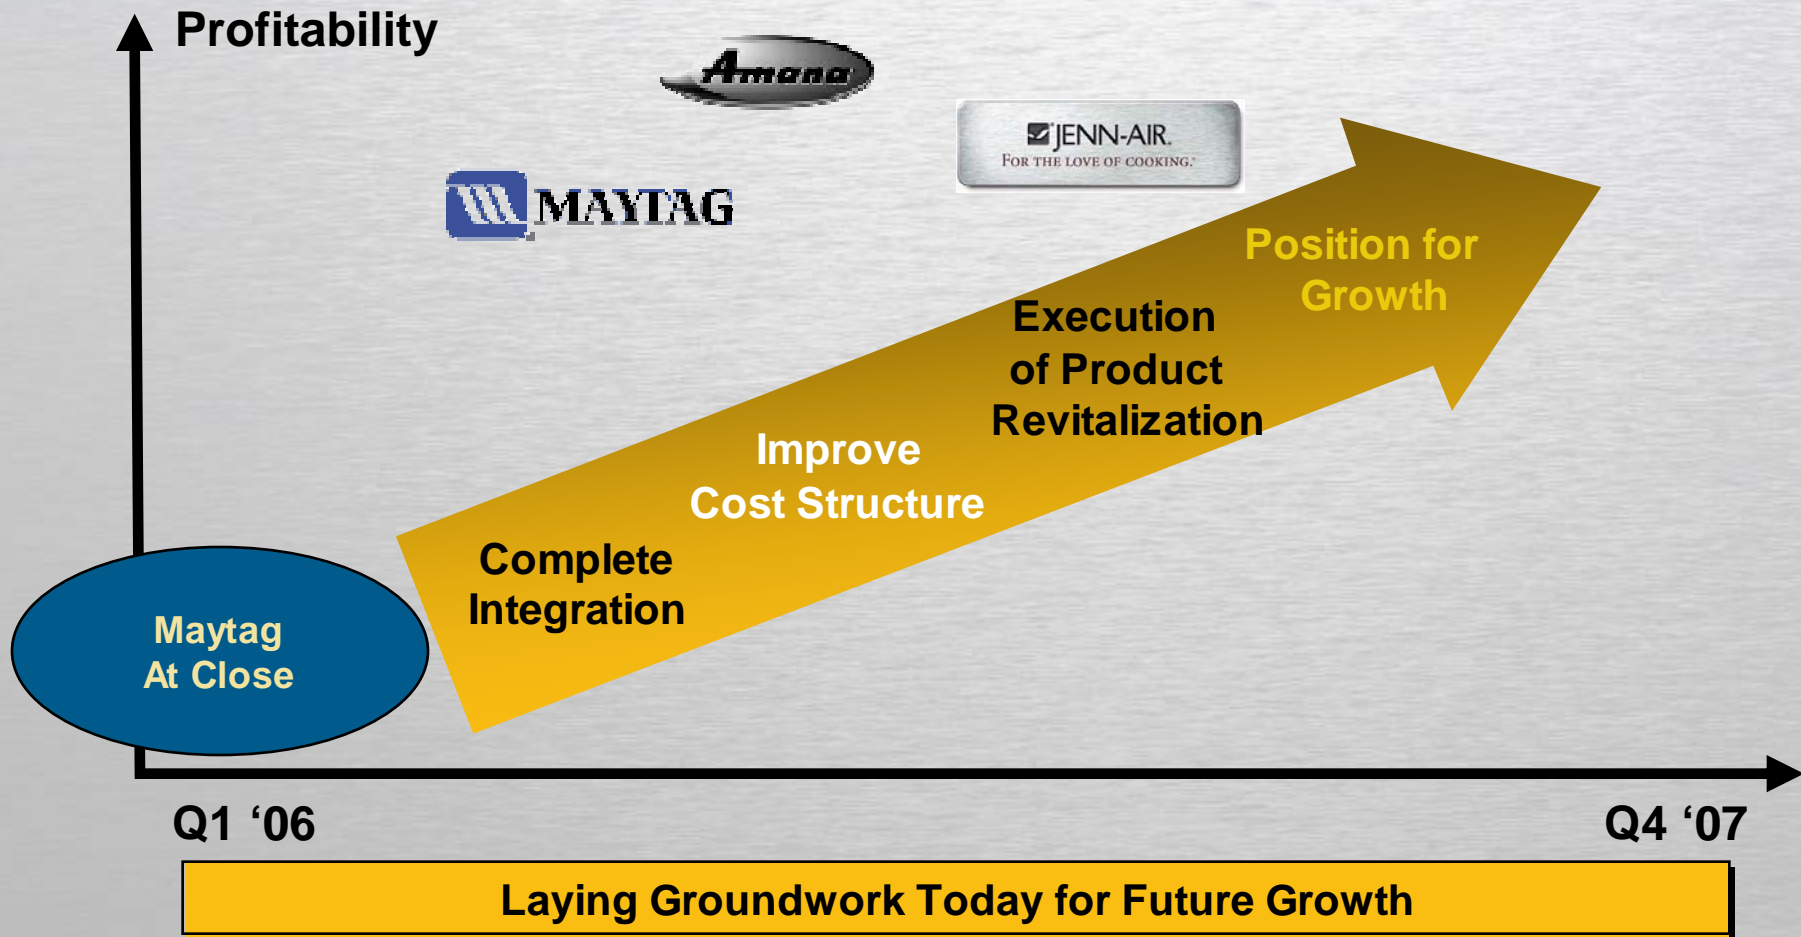 Profitability
Amana
JENN-AIR.
FOR THE LOVE OF COOKING.
MAYTAG
Position for
Growth
Execution
of Product
Revitalization
Improve
Cost Structure
Complete
Integration
Maytag
At Close
Q1 ‘06
Q4 ‘07
Laying Groundwork Today for Future Growth